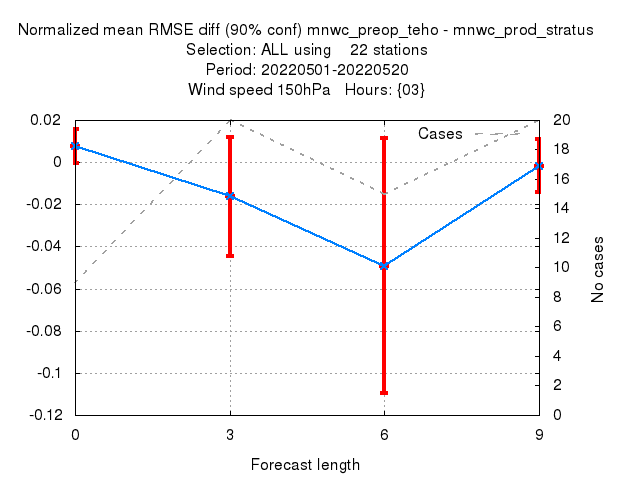 Normalized mean RMSE diff (90% conf) mnwc_preop_teho - mnwc_prod_stratus
Selection: ALL using    22 stations
Period: 20220501-20220520
Wind speed 150hPa   Hours: {03}
Cases
0.02
0
-0.02
-0.04
-0.06
-0.08
-0.1
-0.12
20
18
16
14
12
10
8
6
4
2
0
No cases
0 3 6 9
Forecast length